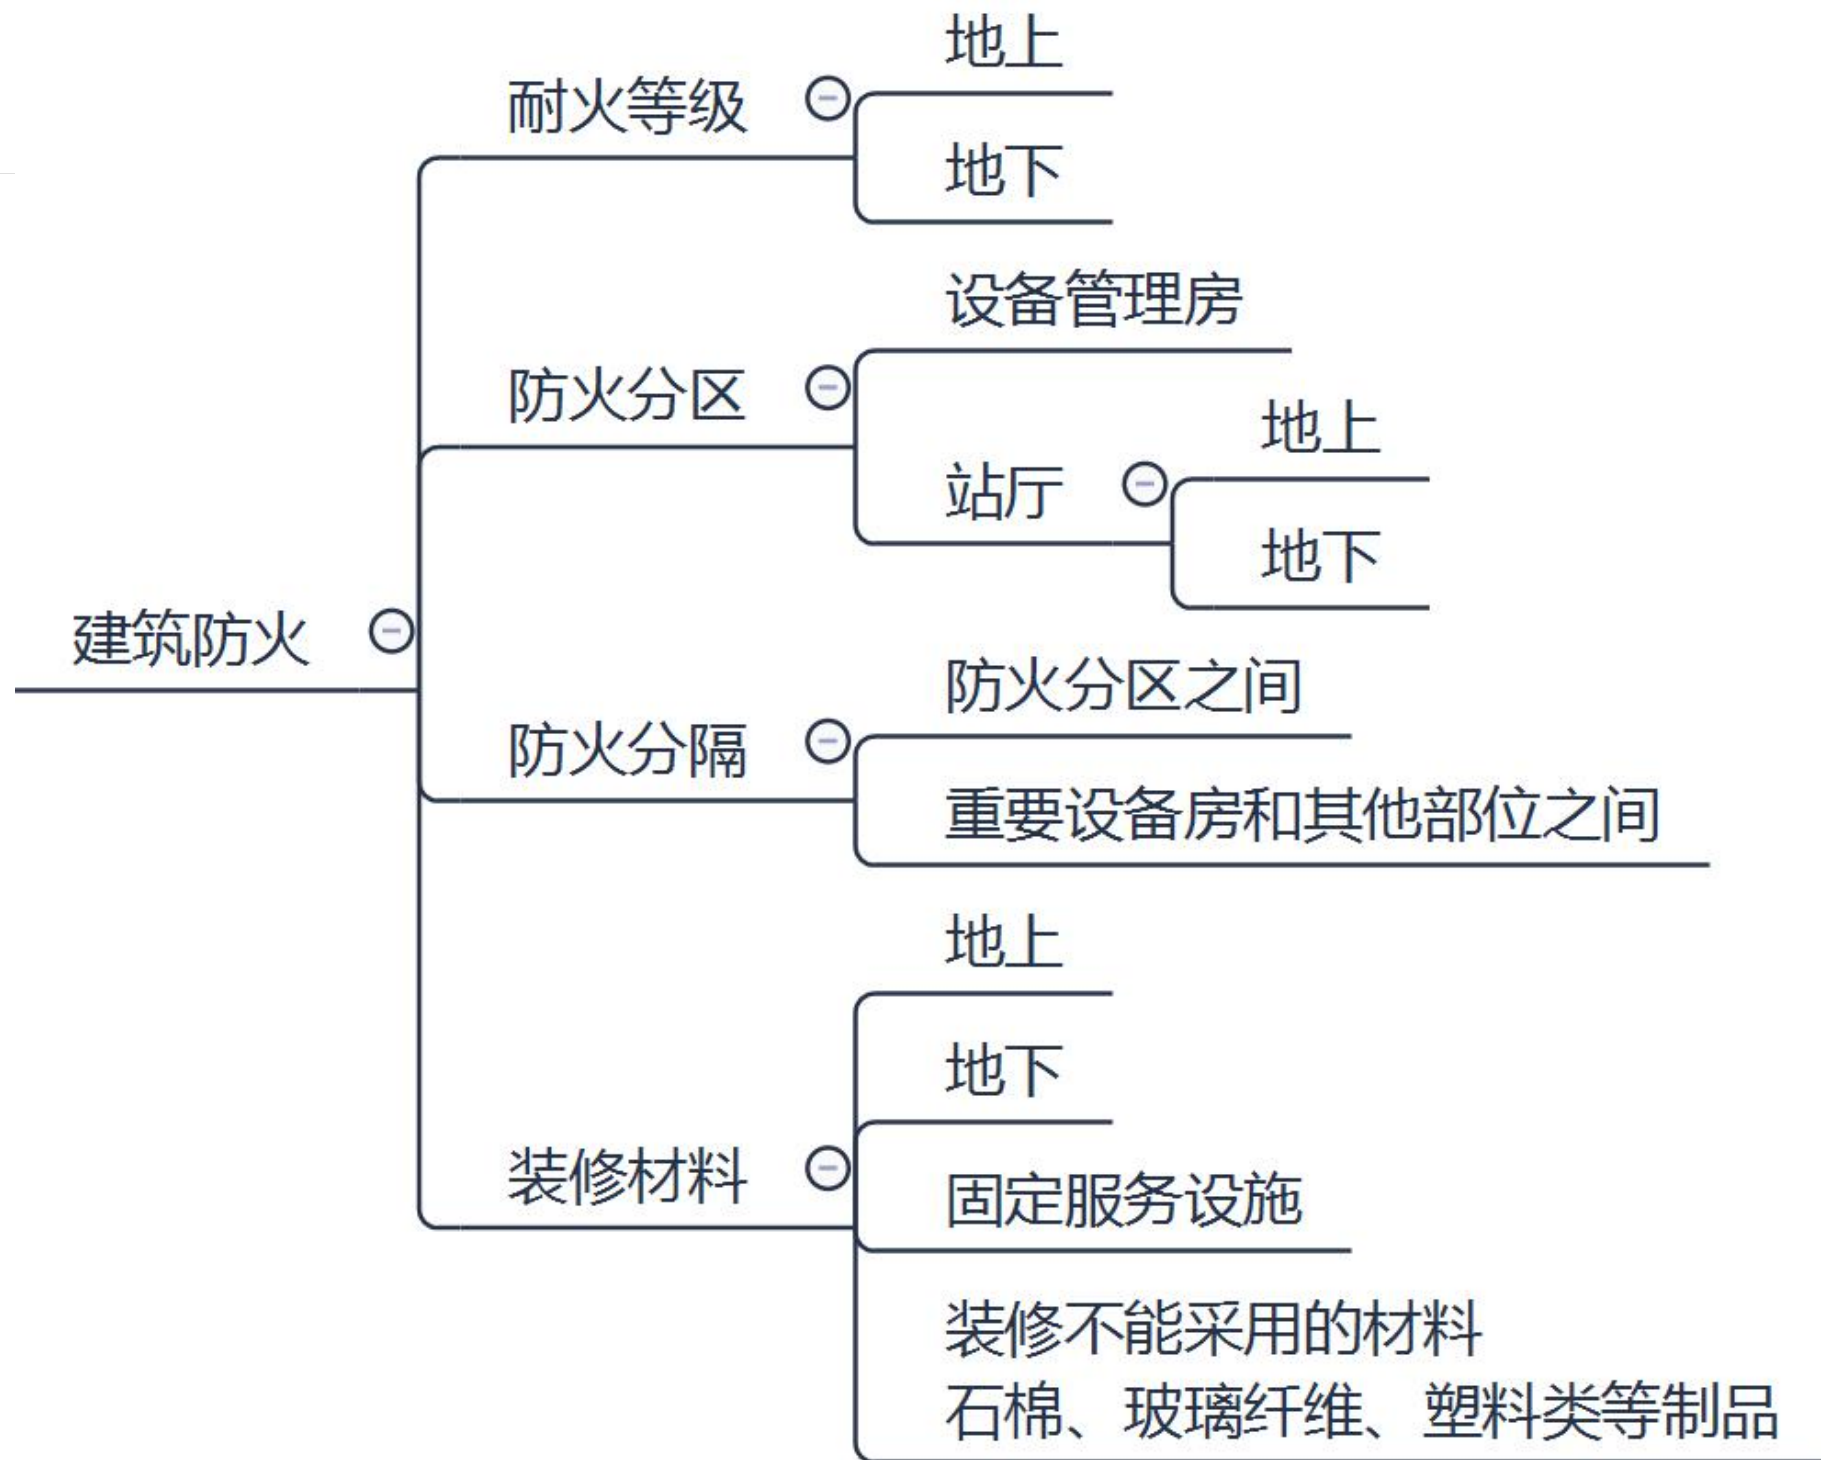 建筑防火
耐火等级
地上
地下
防火分区
设备管理房
站厅
地上
地下
防火分隔
防火分区之间
重要设备房和其他部位之间
装修材料
地上
地下
固定服务设施
装修不能采用的材料
石棉、玻璃纤维、塑料类等制品